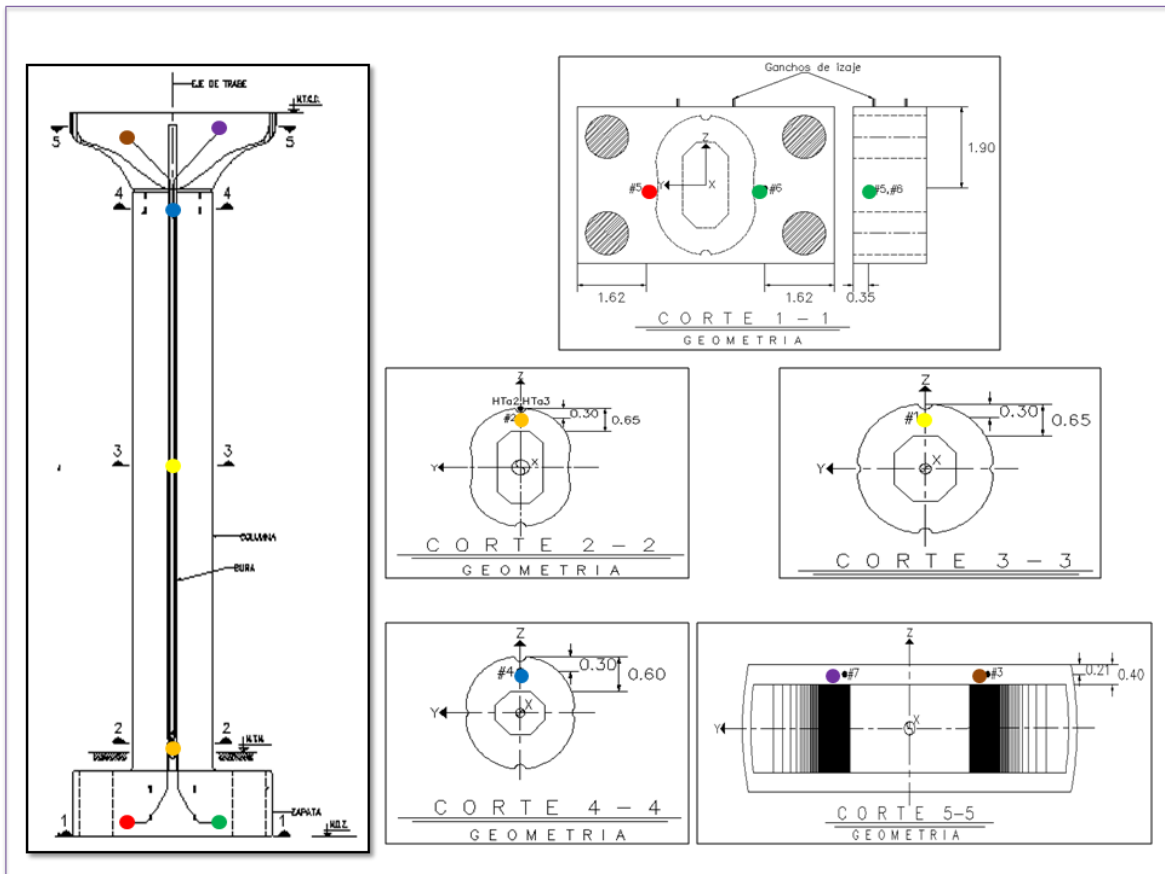 EJE DE TRABE
N.T.C.
5
5
4
4
3
3
COLUMNA
DUCTO
2
2
N.T.N.
ZAPATA
1
1
N.D.Z.
Ganchos de Izaje
Z
Y
X
#5
#6
#5,#6
1.90
1.62
1.62
0.35
CORTE 1-1
GEOMETRIA
Z
HTa2,HTa3
#2
0.30
0.65
Y
X
CORTE 2-2
GEOMETRIA
Z
#1
0.30
0.65
Y
X
CORTE 3-3
Z
#4
0.30
0.60
Y
X
CORTE 4-4
GEOMETRIA
Z
#7
#3
0.21
0.40
Y
X
CORTE 5-5
GEOMETRIA